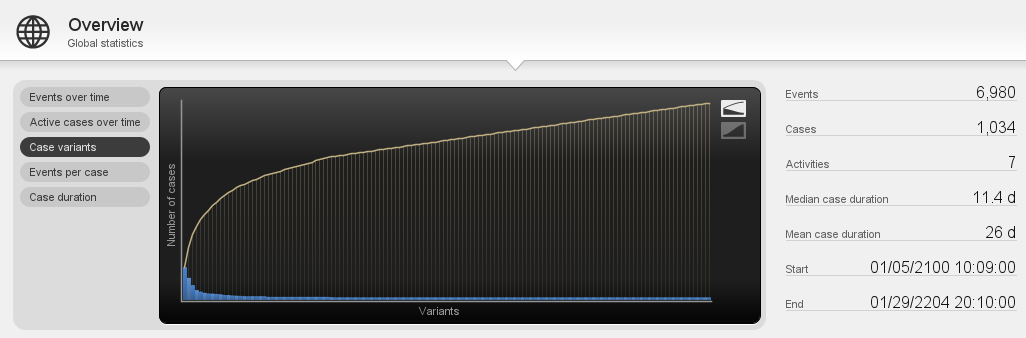 Overview
Global statistics
Events over time
Active cases over time
Case variants
Events per case
Case duration
Number of cases
Variants
Events 6,980
Cases 1,034
Activities 7
Median case duration 11.4 d
Mean case duration 26 d
Start 01/05/2100 10:09:00
End 01/29/2204 20:10:00